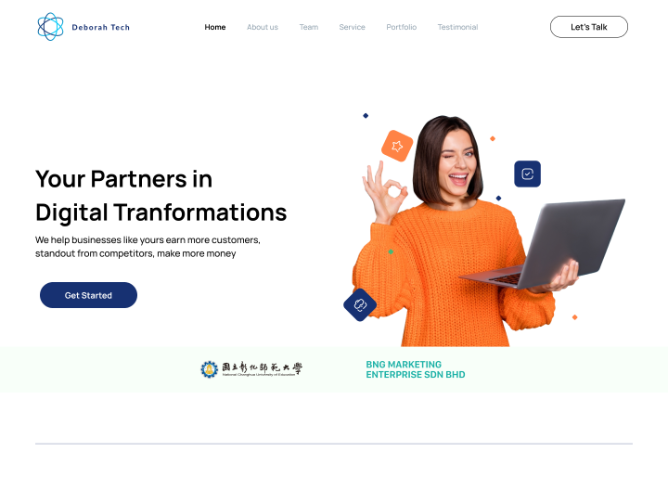 Deborah Tech
Home
About us
Team
Service
Portfolio
Testimonial
Let's Talk
Your Partners in
Digital Tranformations
We help businesses like yours earn more customers,
standout from competitors, make more money
Get Started
國立彰化師範大學
National Changhua University of Education
BNG MARKETING
ENTERPRISE SDN BHD